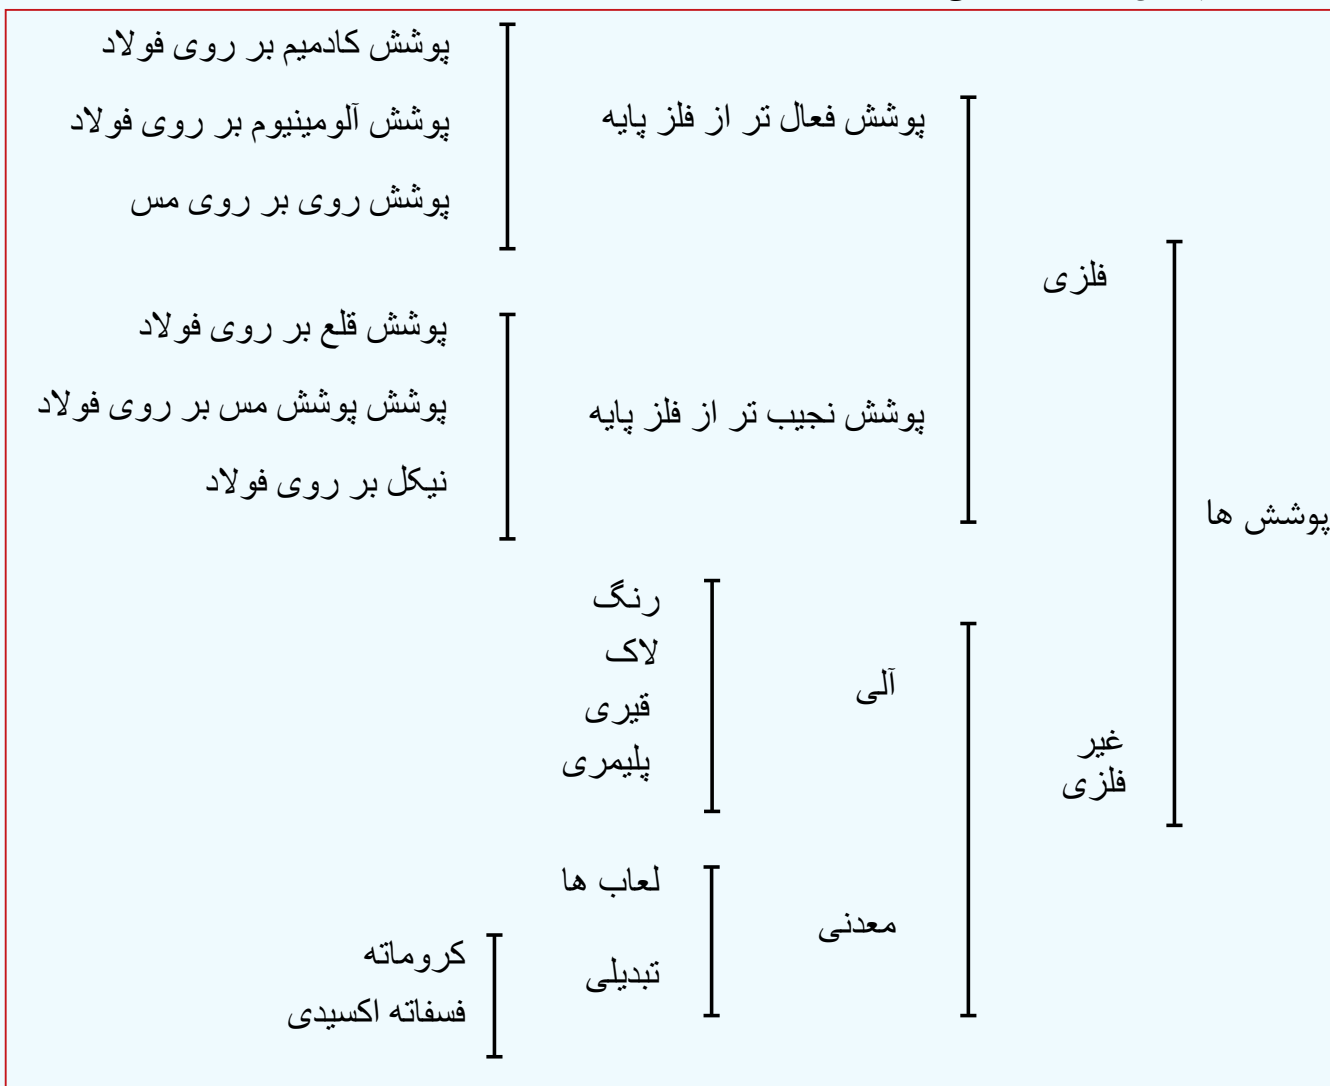 پوشش ها
فلزی
پوشش فعال تر از فلز پایه
پوشش کادمیم بر روی فولاد
پوشش آلومینیوم بر روی فولاد
پوشش روی بر روی مس
پوشش نجیب تر از فلز پایه
پوشش قلع بر روی فولاد
پوشش پوشش مس بر روی فولاد
نیکل بر روی فولاد
غیر
فلزی
آلی
رنگ
لاک
قیری
پلیمری
معدنی
لعاب ها
تبدیلی
کروماته
فسفاته اکسیدی